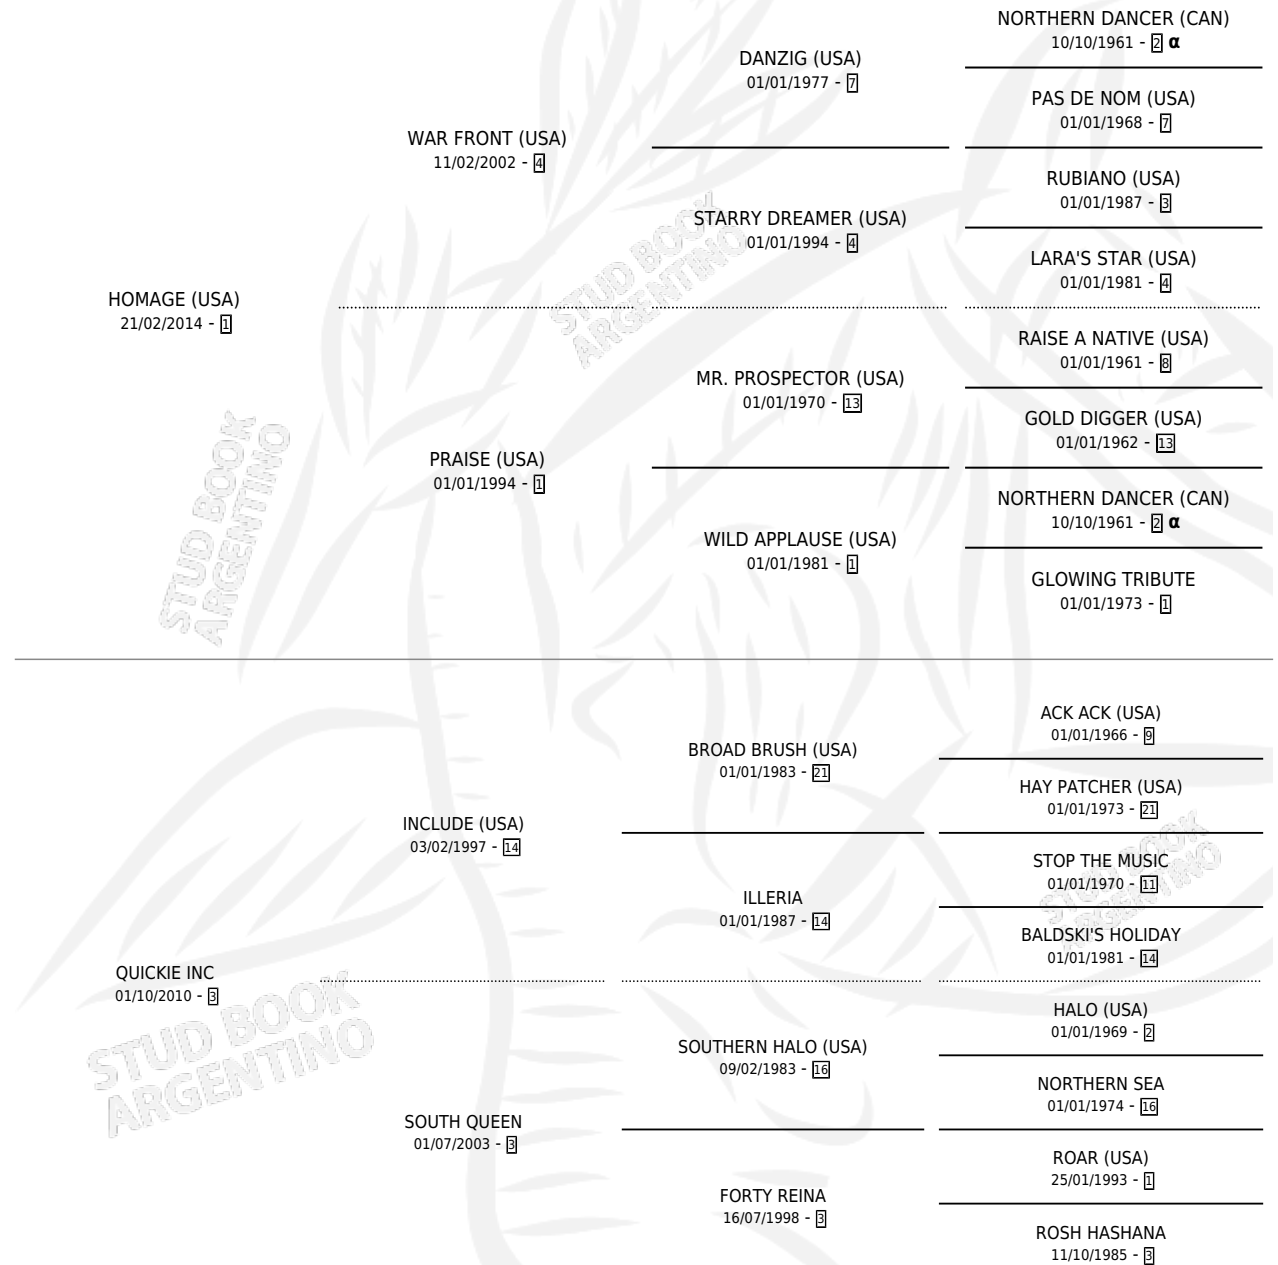 NORTHERN DANCER (CAN)
10/10/1961 - 2 α
DANZIG (USA)
01/01/1977 - 7
PAS DE NOM (USA)
01/01/1968 - 7
WAR FRONT (USA)
11/02/2002 - 4
RUBIANO (USA)
01/01/1987 - 3
STARRY DREAMER (USA)
01/01/1994 - 4
LARA'S STAR (USA)
01/01/1981 - 4
HOMAGE (USA)
21/02/2014 - 1
RAISE A NATIVE (USA)
01/01/1961 - 8
MR. PROSPECTOR (USA)
01/01/1970 - 13
GOLD DIGGER (USA)
01/01/1962 - 13
PRAISE (USA)
01/01/1994 - 1
NORTHERN DANCER (CAN)
10/10/1961 - 2 α
WILD APPLAUSE (USA)
01/01/1981 - 1
GLOWING TRIBUTE
01/01/1973 - 1
ACK ACK (USA)
01/01/1966 - 9
BROAD BRUSH (USA)
01/01/1983 - 21
HAY PATCHER (USA)
01/01/1973 - 21
INCLUDE (USA)
03/02/1997 - 14
STOP THE MUSIC
01/01/1970 - 11
ILLERIA
01/01/1987 - 14
BALDSKI'S HOLIDAY
01/01/1981 - 14
QUICKIE INC
01/10/2010 - 3
HALO (USA)
01/01/1969 - 2
SOUTHERN HALO (USA)
09/02/1983 - 16
NORTHERN SEA
01/01/1974 - 16
SOUTH QUEEN
01/07/2003 - 3
ROAR (USA)
25/01/1993 - 1
FORTY REINA
16/07/1998 - 3
ROSH HASHANA
11/10/1985 - 3
STUD BOOK
ARGENTINO
STUD BOOK
ARGENTINO
STUD BOOK
ARGENTINO
STUD BOOK
ARGENTINO